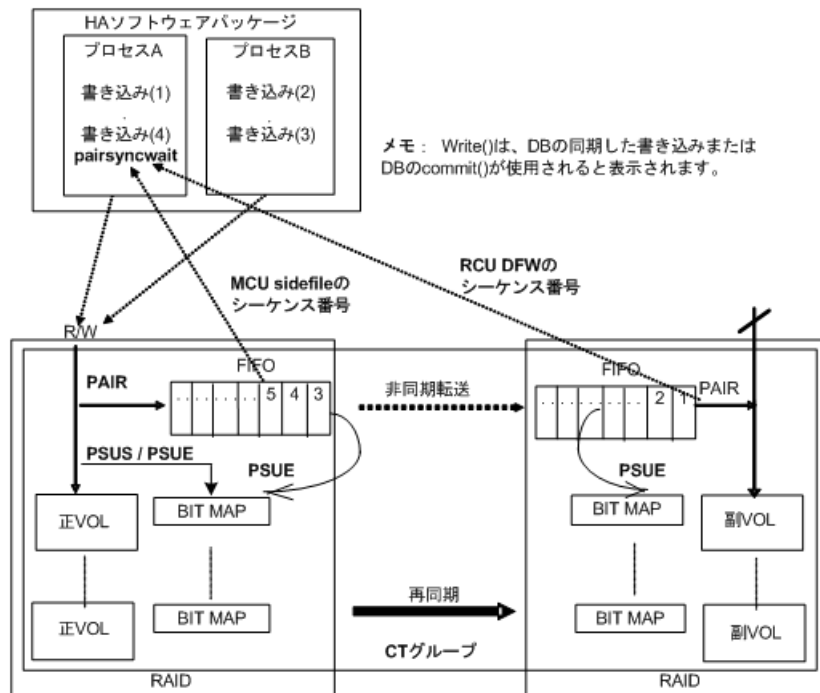 HAソフトウェアパッケージ
プロセスA
書き込み(1)
.
書き込み(4)
pairsyncwait
プロセスB
書き込み(2)
.
書き込み(3)
メモ： Write()は、DBの同期した書き込みまたは
DBのcommit()が使用されると表示されます。
MCU sidefileの
シーケンス番号
RCU DFWの
シーケンス番号
R/W
FIFO
PAIR
5 4 3
非同期転送
FIFO
2 1
PAIR
PSUS / PSUE
PSUE
PSUE
正VOL
BIT MAP
BIT MAP
副VOL
再同期
正VOL
BIT MAP
BIT MAP
副VOL
CTグループ
RAID
RAID